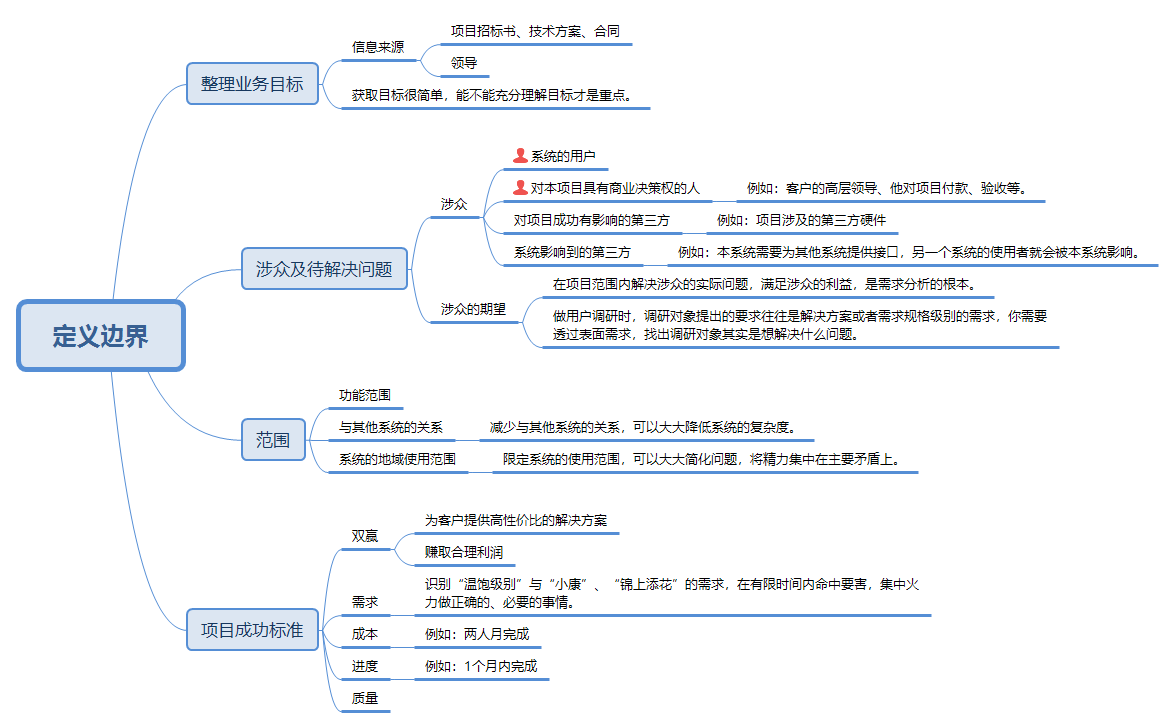 定义边界
整理业务目标
信息来源
项目招标书、技术方案、合同
领导
获取目标很简单，能不能充分理解目标才是重点。
涉众及待解决问题
涉众
系统的用户
对本项目具有商业决策权的人
例如：客户的高层领导、他对项目付款、验收等。
对项目成功有影响的第三方
例如：项目涉及的第三方硬件
系统影响到的第三方
例如：本系统需要为其他系统提供接口，另一个系统的使用者就会被本系统影响。
涉众的期望
在项目范围内解决涉众的实际问题，满足涉众的利益，是需求分析的根本。
做用户调研时，调研对象提出的要求往往是解决方案或者需求规格级别的需求，你需要
透过表面需求，找出调研对象其实是想解决什么问题。
范围
功能范围
与其他系统的关系
减少与其他系统的关系，可以大大降低系统的复杂度。
系统的地域使用范围
限定系统的使用范围，可以大大简化问题，将精力集中在主要矛盾上。
项目成功标准
双赢
为客户提供高性价比的解决方案
赚取合理利润
需求
识别“温饱级别”与“小康”、“锦上添花”的需求，在有限时间内命中要害，集中火
力做正确的、必要的事情。
成本
例如：两人月完成
进度
例如：1个月内完成
质量